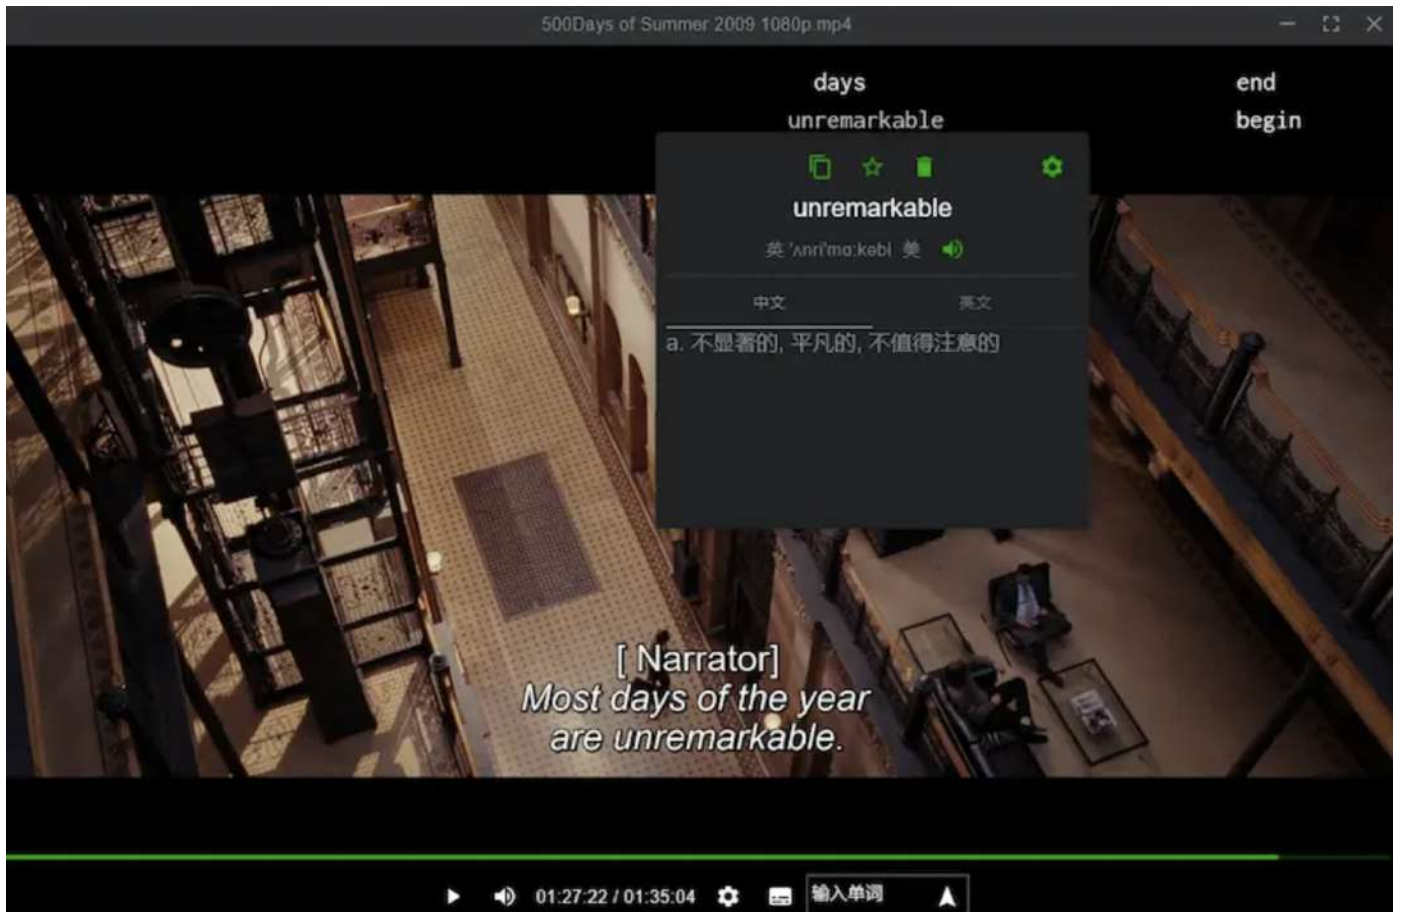 500Days of Summer 2009 1080p.mp4
days end
unremarkable begin
unremarkable
英 'ʌnri'mɑ:kəbl 美
中文 英文
a. 不显著的, 平凡的, 不值得注意的
[ Narrator]
Most days of the year
are unremarkable.
01:27:22 / 01:35:04 输入单词